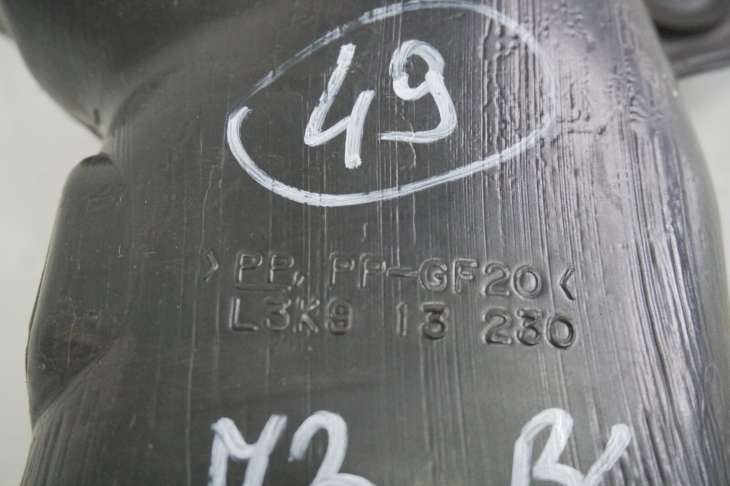 49
>PP, PP-GF20<
L3K9 13 230